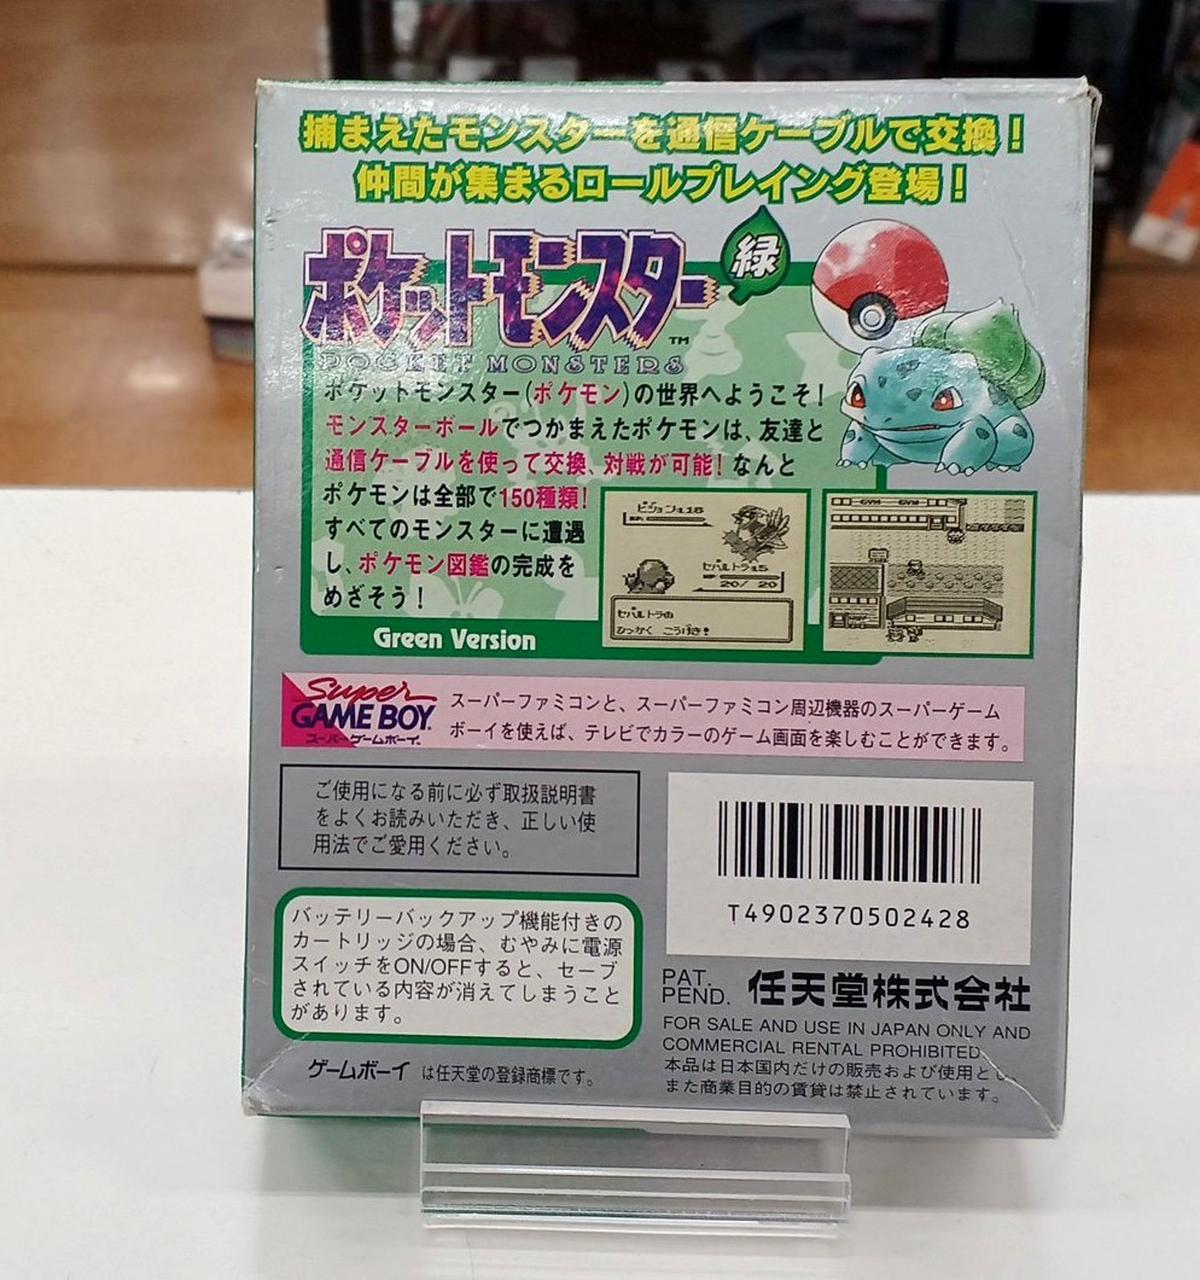 捕まえたモンスターを通信ケーブルで交換！
仲間が集まるロールプレイング登場！
ポケットモンスター 緑
TM
POCKET MONSTERS
ポケットモンスター(ポケモン)の世界へようこそ！
モンスターボールでつかまえたポケモンは、友達と
通信ケーブルを使って交換、対戦が可能！なんと
ポケモンは全部で150種類！
すべてのモンスターに遭遇
し、ポケモン図鑑の完成を
めざそう！
ピジョン :L18
HP:
セバルトラ :L5
HP:
20/ 20
セバルトラの
ひっかく こうげき！
GYM GYM
Green Version
Super
GAME BOY
スーパーゲームボーイ
スーパーファミコンと、スーパーファミコン周辺機器のスーパーゲーム
ボーイを使えば、テレビでカラーのゲーム画面を楽しむことができます。
ご使用になる前に必ず取扱説明書
をよくお読みいただき、正しい使
用法でご愛用ください。
T4902370502428
バッテリーバックアップ機能付きの
カートリッジの場合、むやみに電源
スイッチをON/OFFすると、セーブ
されている内容が消えてしまうこと
があります。
PAT.
PEND. 任天堂株式会社
FOR SALE AND USE IN JAPAN ONLY AND
COMMERCIAL RENTAL PROHIBITED
本品は日本国内だけの販売および使用とし
また商業目的の賃貸は禁止されています。
ゲームボーイ は任天堂の登録商標です。